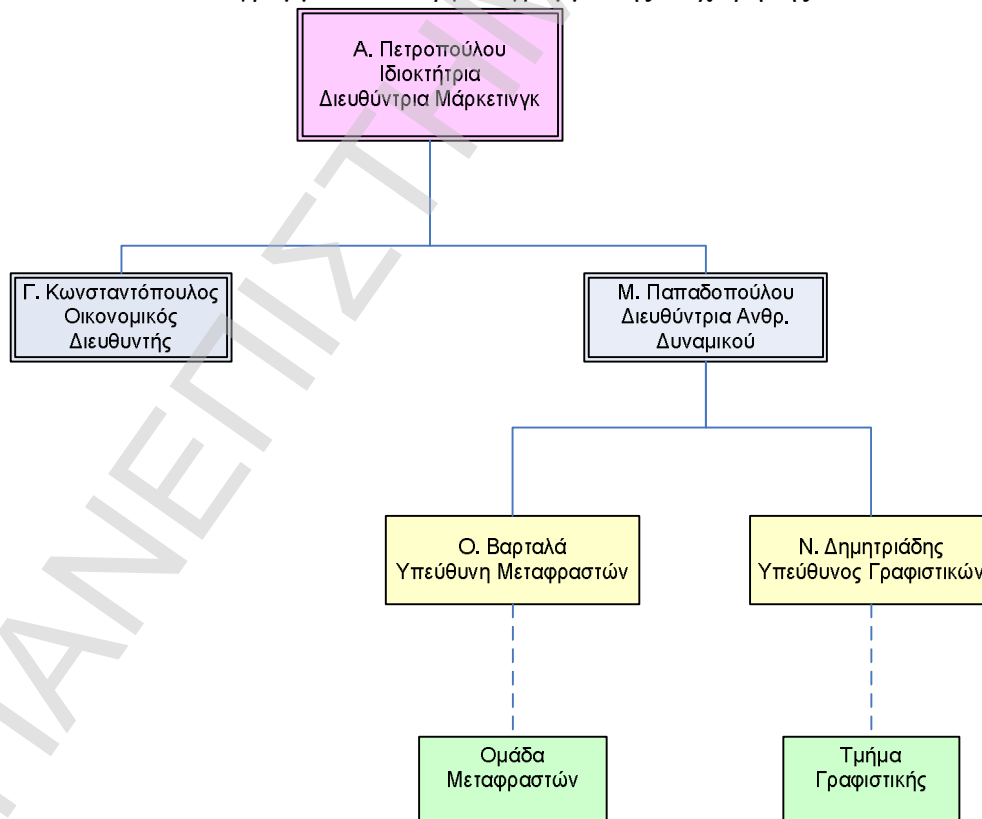 Α. Πετροπούλου
Ιδιοκτήτρια
Διευθύντρια Μάρκετινγκ
Γ. Κωνσταντόπουλος
Οικονομικός
Διευθυντής
Μ. Παπαδοπούλου
Διευθύντρια Ανθρ.
Δυναμικού
Ο. Βαρταλά
Υπεύθυνη Μεταφραστών
Ν. Δημητριάδης
Υπεύθυνος Γραφιστικών
Ομάδα
Μεταφραστών
Τμήμα
Γραφιστικής